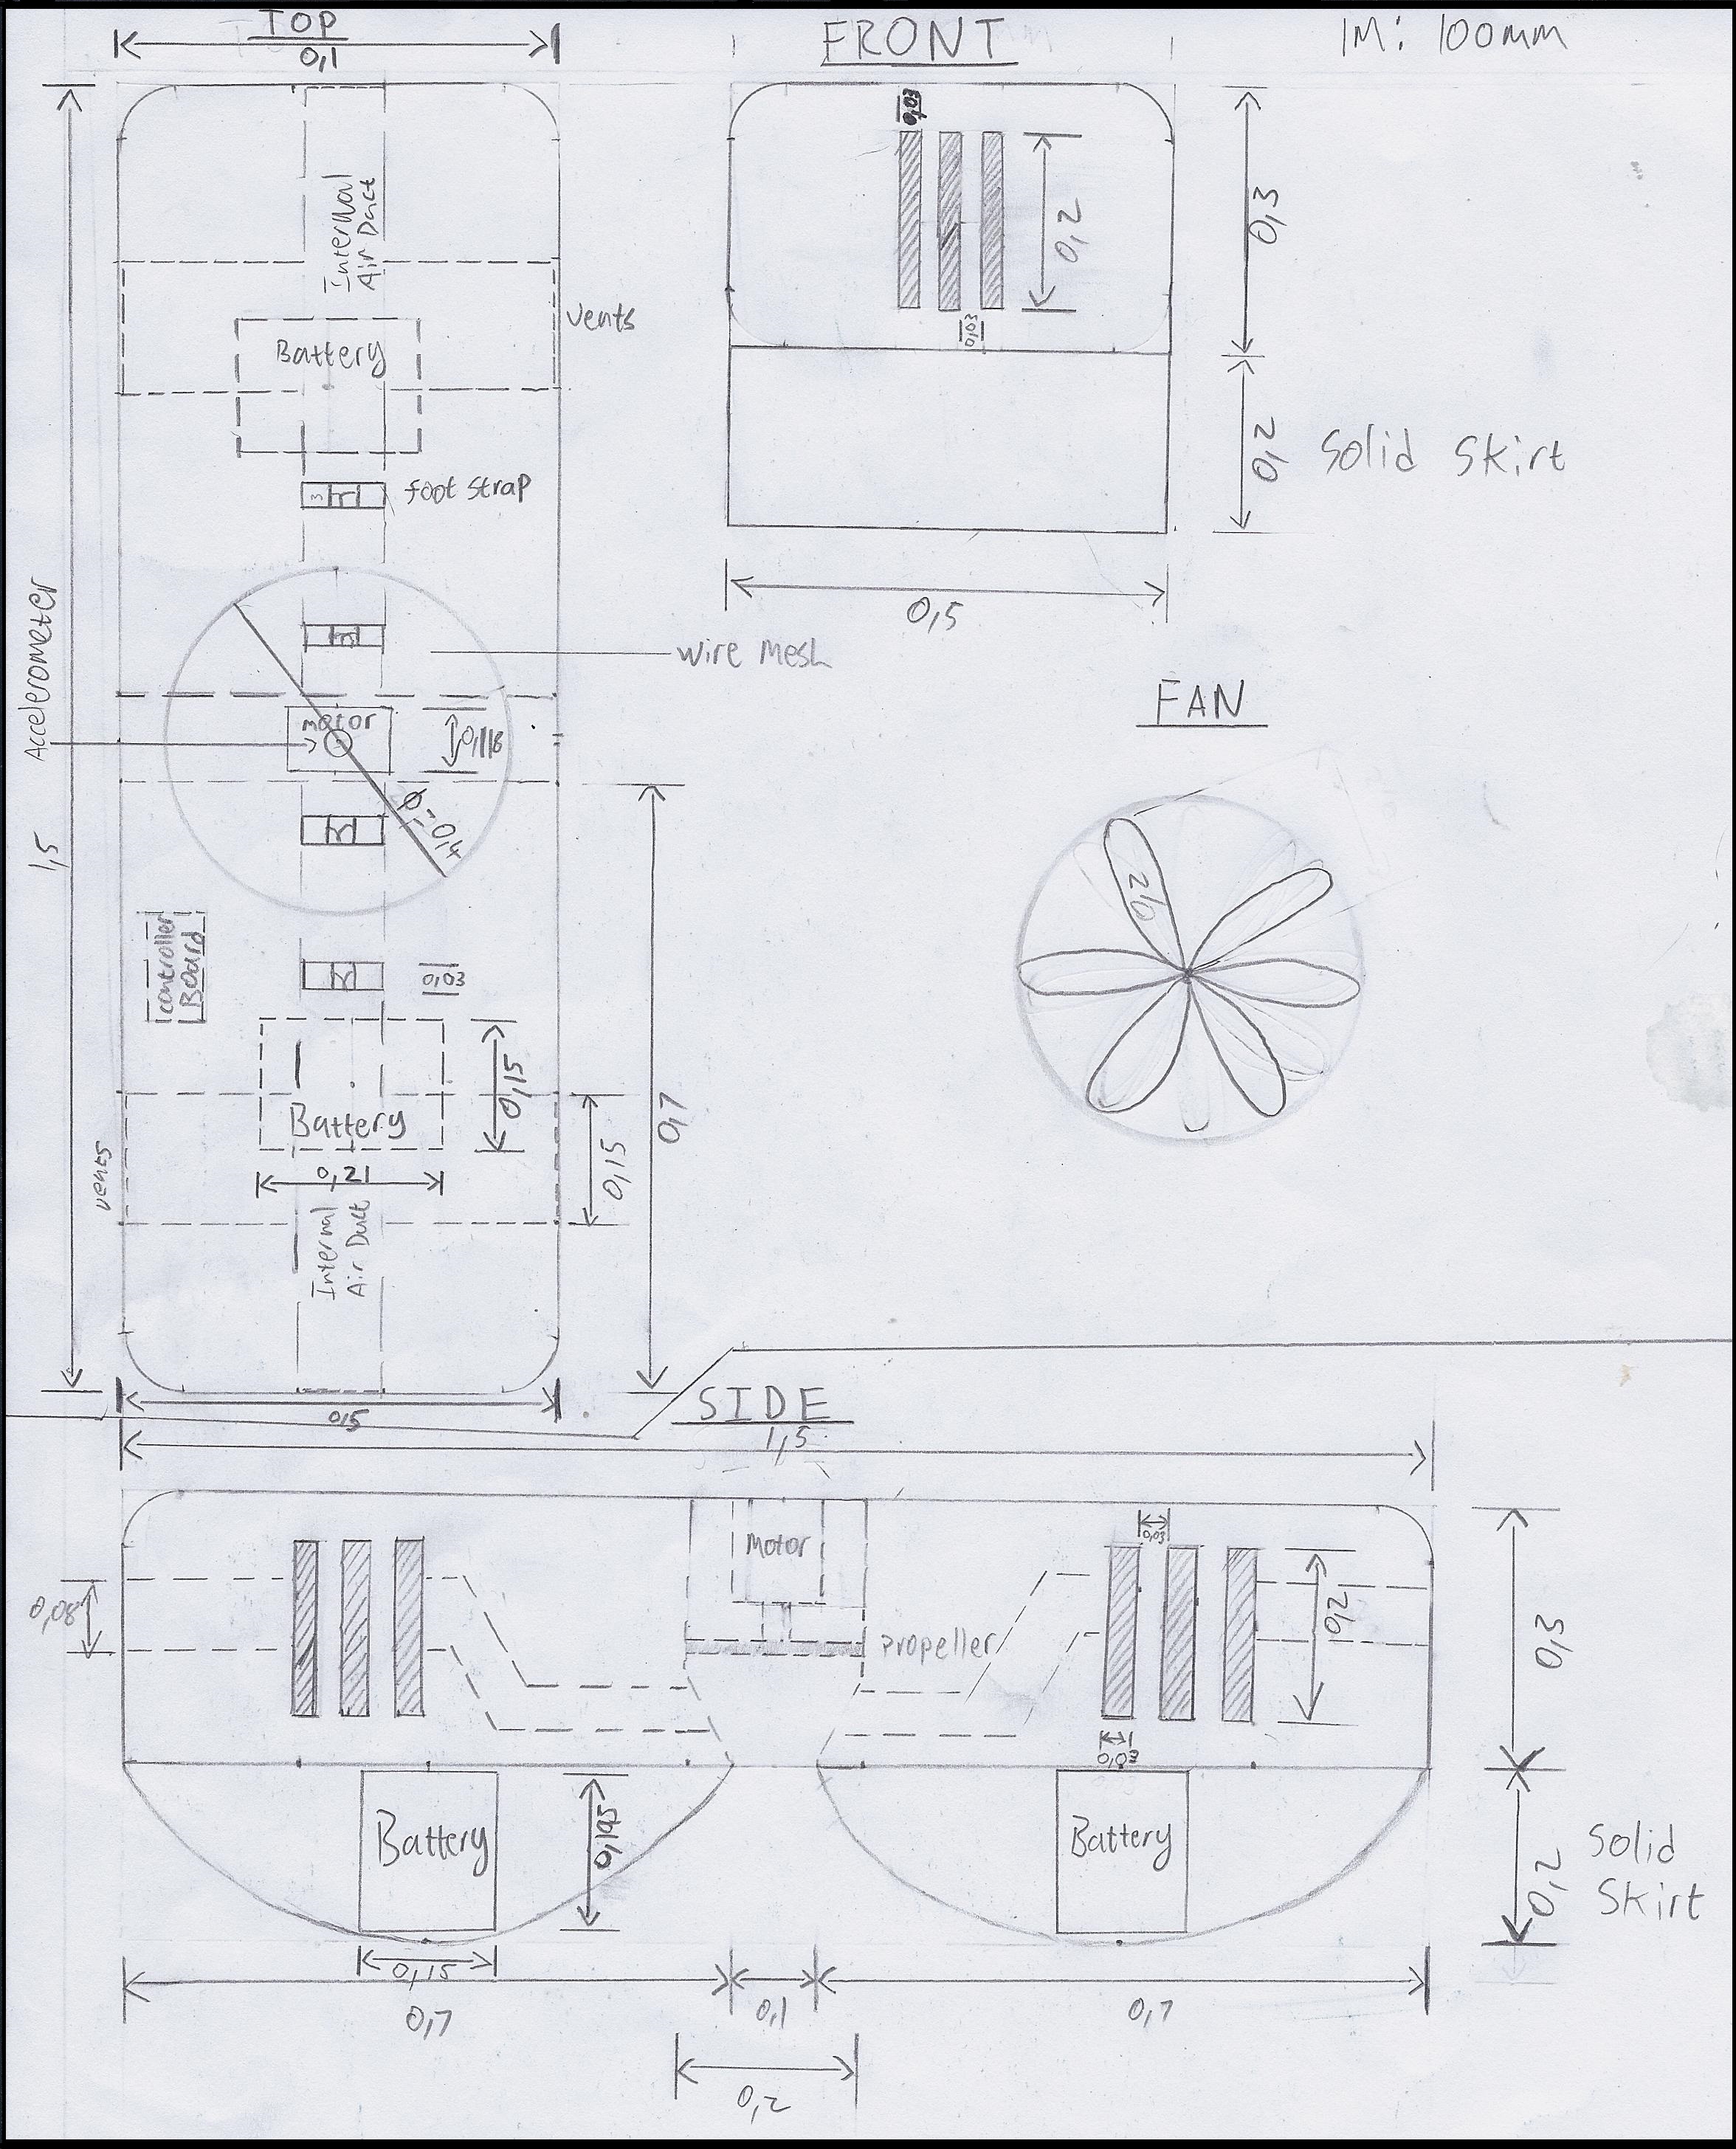 TOP
0,1
FRONT
1M: 100mm
Internal
Air Duct
0,03
0,2
0,3
vents
Battery
0,03
foot strap
0,2
Solid Skirt
0,5
Accelerometer
1,5
wire mesh
motor
0,118
Ø-0,4
FAN
0,2
controller
Board
0,03
0,15
Battery
0,21
0,15
0,7
vents
Internal
Air Duct
0,5
SIDE
1,5
Motor
0,03
0,08
propeller
0,2
0,3
0,03
Battery
0,195
Battery
0,2
Solid
Skirt
0,15
0,7
0,1
0,7
0,2